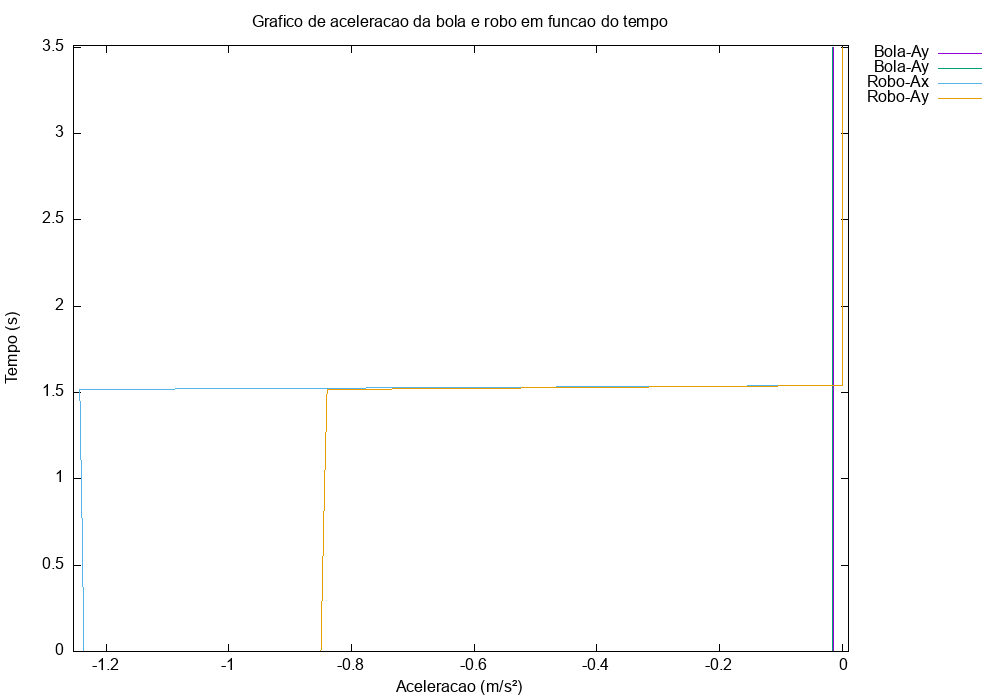 Grafico de aceleracao da bola e robo em funcao do tempo
Bola-Ay
Bola-Ay
Robo-Ax
Robo-Ay
3.5
3
2.5
2
1.5
1
0.5
0
Tempo (s)
-1.2 -1 -0.8 -0.6 -0.4 -0.2 0
Aceleracao (m/s²)